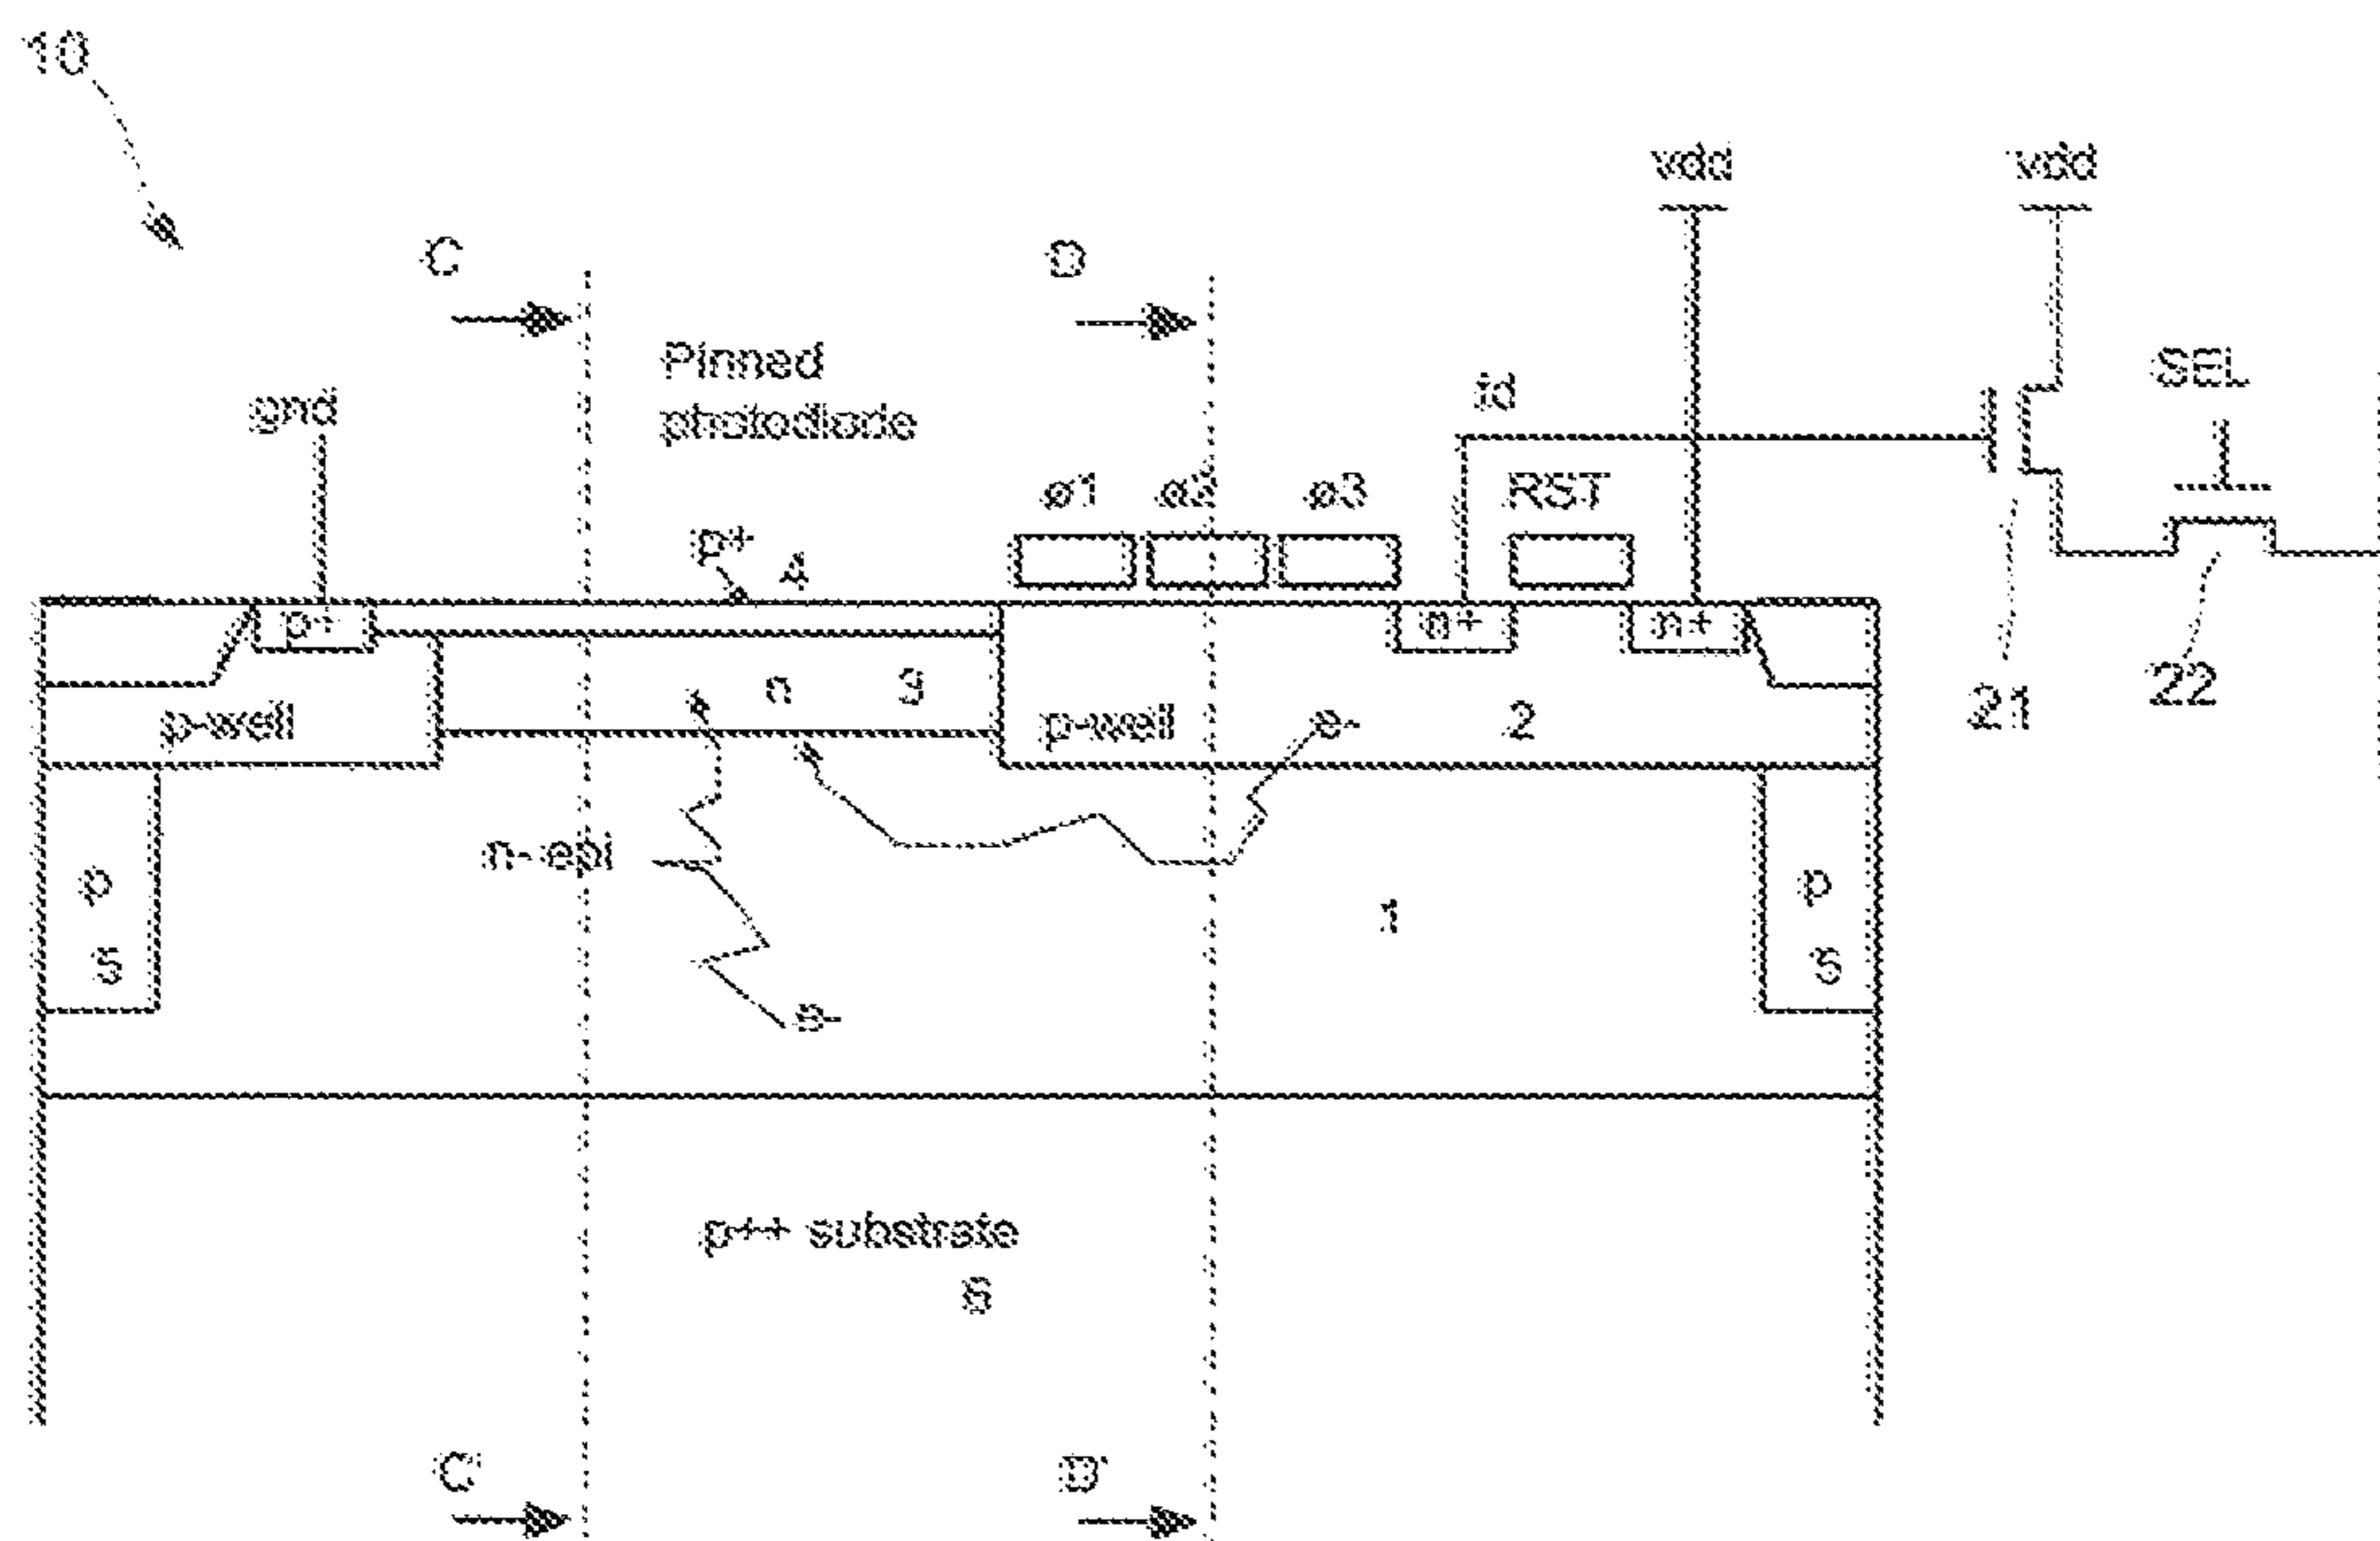 10
vdd
vdd
C
D
Pinned
photodiode
gnd
fd
SEL
ø1
ø2
ø3
RST
p+
4
p+
n+
n+
n
3
p-well
p-well
e-
2
21
22
n- epi
p
p
1
5
5
e-
p++ substrate
6
C'
D'